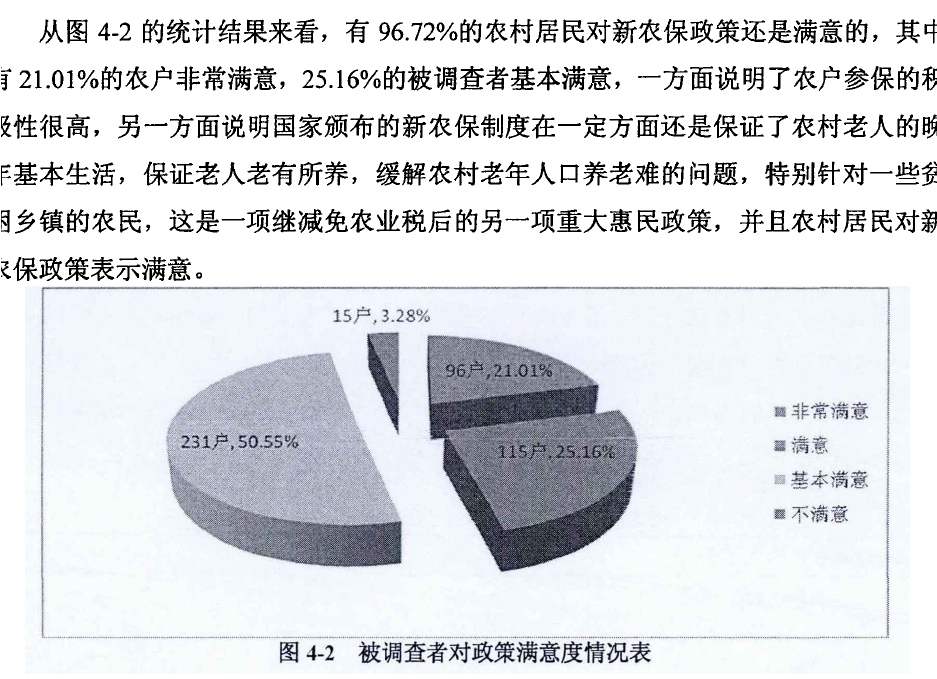 从图 4-2 的统计结果来看，有 96.72%的农村居民对新农保政策还是满意的，其中
有 21.01%的农户非常满意，25.16%的被调查者基本满意，一方面说明了农户参保的积
极性很高，另一方面说明国家颁布的新农保制度在一定方面还是保证了农村老人的晚
年基本生活，保证老人老有所养，缓解农村老年人口养老难的问题，特别针对一些贫
困乡镇的农民，这是一项继减免农业税后的另一项重大惠民政策，并且农村居民对新
农保政策表示满意。
15户,3.28%
96户,21.01%
231户,50.55%
115户,25.16%
非常满意
满意
基本满意
不满意
图 4-2 被调查者对政策满意度情况表